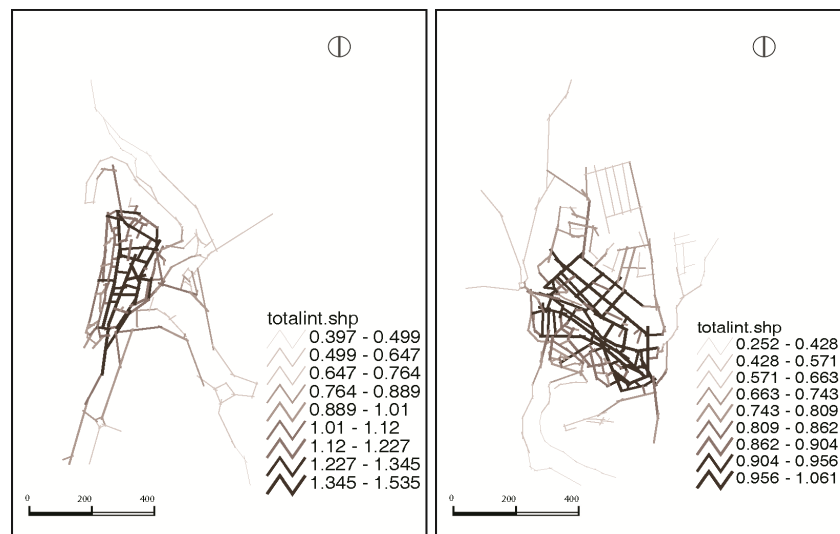 totalint.shp
0.397 - 0.499
0.499 - 0.647
0.647 - 0.764
0.764 - 0.889
0.889 - 1.01
1.01 - 1.12
1.12 - 1.227
1.227 - 1.345
1.345 - 1.535
0 200 400
totalint.shp
0.252 - 0.428
0.428 - 0.571
0.571 - 0.663
0.663 - 0.743
0.743 - 0.809
0.809 - 0.862
0.862 - 0.904
0.904 - 0.956
0.956 - 1.061
0 200 400